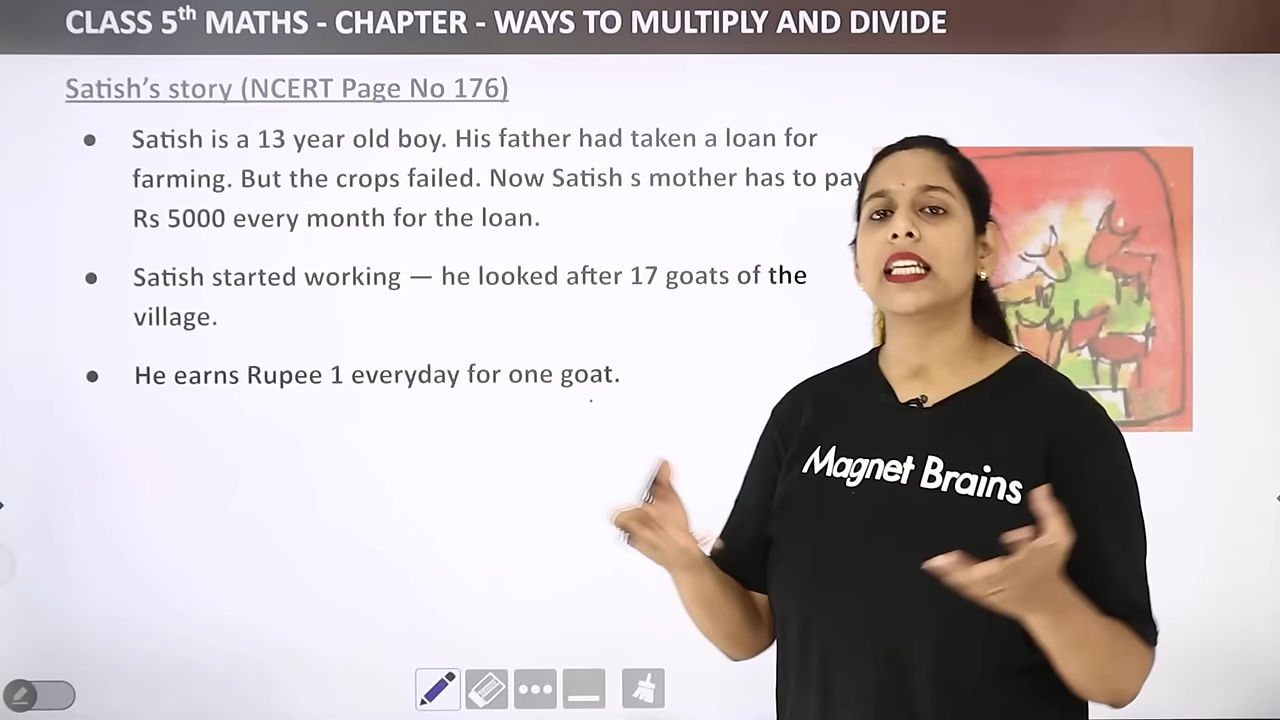 CLASS 5th MATHS - CHAPTER - WAYS TO MULTIPLY AND DIVIDE
Satish's story (NCERT Page No 176)
● Satish is a 13 year old boy. His father had taken a loan for
farming. But the crops failed. Now Satish s mother has to pay
Rs 5000 every month for the loan.
● Satish started working — he looked after 17 goats of the
village.
● He earns Rupee 1 everyday for one goat.
Magnet Brains